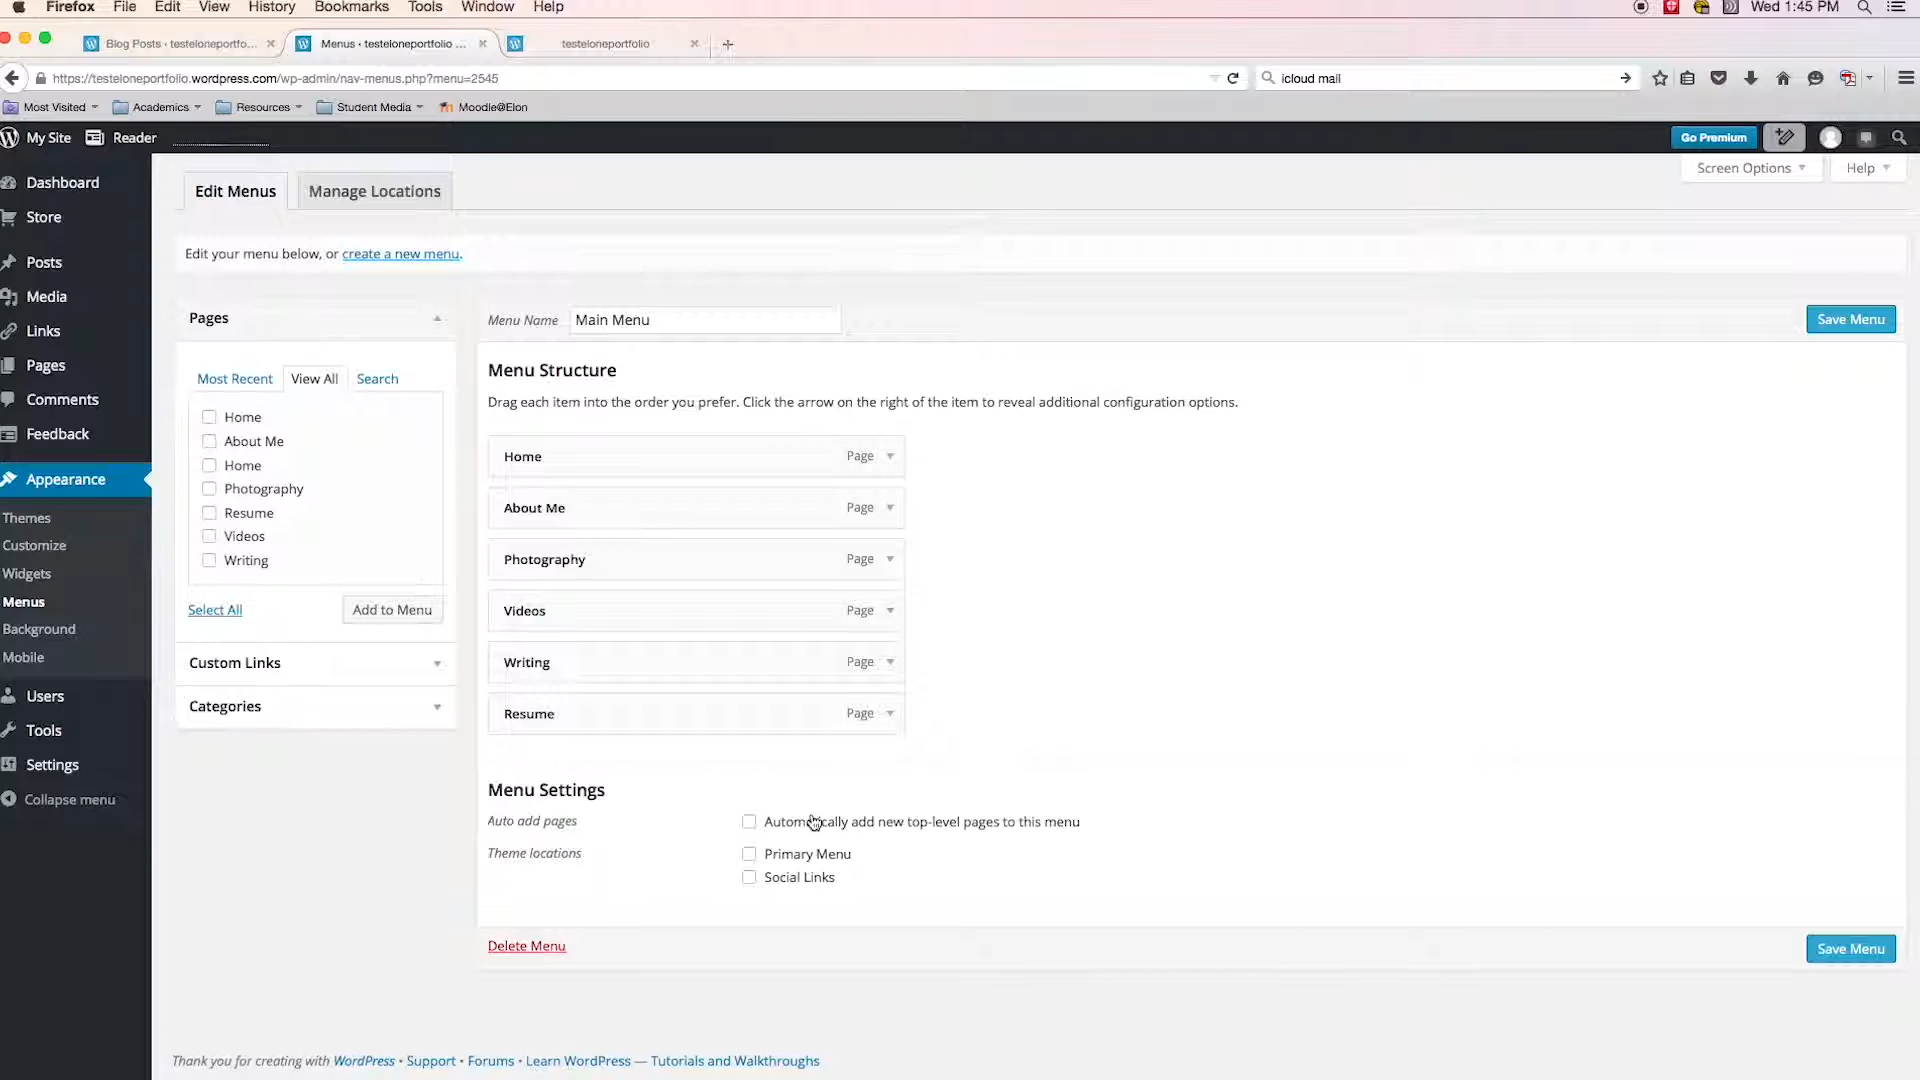 Firefox File Edit View History Bookmarks Tools Window Help Wed 1:45 PM
Blog Posts · testeloneportfo... × Menus · testeloneportfolio ... × testeloneportfolio × +
https://testeloneportfolio.wordpress.com/wp-admin/nav-menus.php?menu=2545 icloud mail
Most Visited Academics Resources Student Media Moodle@Elon
My Site Reader Go Premium
Dashboard
Store
Posts
Media
Links
Pages
Comments
Feedback
Appearance
Themes
Customize
Widgets
Menus
Background
Mobile
Users
Tools
Settings
Collapse menu
Screen Options Help
Edit Menus Manage Locations
Edit your menu below, or create a new menu.
Pages
Most Recent View All Search
Home
About Me
Home
Photography
Resume
Videos
Writing
Select All Add to Menu
Custom Links
Categories
Menu Name Main Menu Save Menu
Menu Structure
Drag each item into the order you prefer. Click the arrow on the right of the item to reveal additional configuration options.
Home Page
About Me Page
Photography Page
Videos Page
Writing Page
Resume Page
Menu Settings
Auto add pages Automatically add new top-level pages to this menu
Theme locations Primary Menu
Social Links
Delete Menu Save Menu
Thank you for creating with WordPress • Support • Forums • Learn WordPress — Tutorials and Walkthroughs